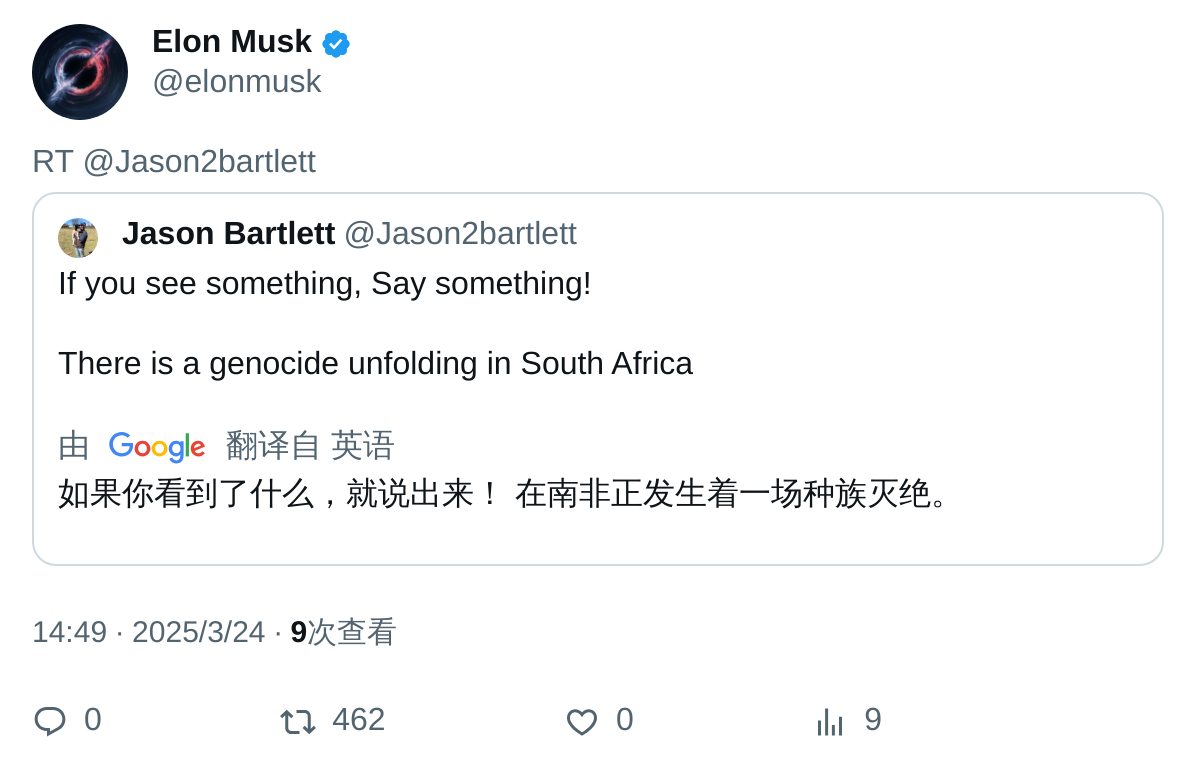 Elon Musk
@elonmusk
RT @Jason2bartlett
Jason Bartlett @Jason2bartlett
If you see something, Say something!
There is a genocide unfolding in South Africa
由 Google 翻译自 英语
如果你看到了什么，就说出来！ 在南非正发生着一场种族灭绝。
14:49 · 2025/3/24 · 9次查看
0 462 0 9